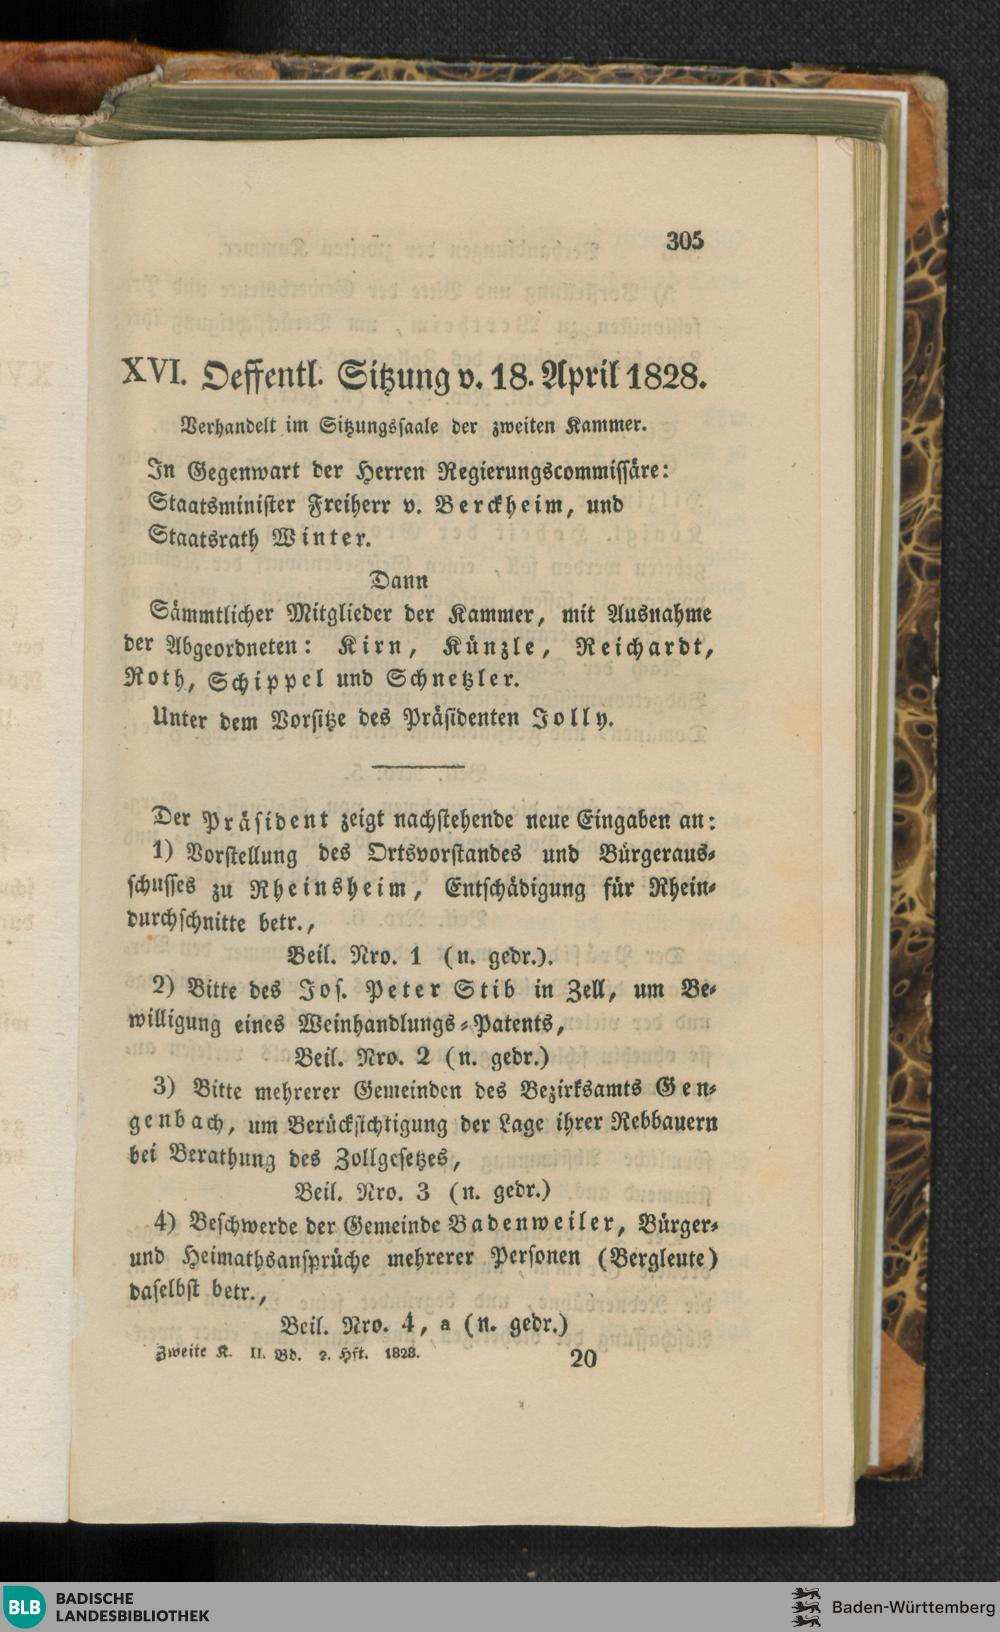 305
XVI. Oeffentl. Sitzung v. 18. April 1828.
Verhandelt im Sitzungssaale der zweiten Kammer.
In Gegenwart der Herren Regierungscommissäre:
Staatsminister Freiherr v. Berckheim, und
Staatsrath Winter.
Dann
Sämmtlicher Mitglieder der Kammer, mit Ausnahme
der Abgeordneten: Kirn, Künzle, Reichardt,
Roth, Schippel und Schnetzler.
Unter dem Vorsitze des Präsidenten Jolly.
Der Präsident zeigt nachstehende neue Eingaben an:
1) Vorstellung des Ortsvorstandes und Bürgeraus-
schusses zu Rheinsheim, Entschädigung für Rhein-
durchschnitte betr.,
Beil. Nro. 1 (n. gedr.).
2) Bitte des Jos. Peter Stib in Zell, um Be-
willigung eines Weinhandlungs-Patents,
Beil. Nro. 2 (n. gedr.)
3) Bitte mehrerer Gemeinden des Bezirksamts Gen-
genbach, um Berücksichtigung der Lage ihrer Rebbauern
bei Berathung des Zollgesetzes,
Beil. Nro. 3 (n. gedr.)
4) Beschwerde der Gemeinde Badenweiler, Bürger-
und Heimathsansprüche mehrerer Personen (Bergleute)
daselbst betr.,
Beil. Nro. 4, a (n. gedr.)
Zweite K. II. Bd. 2. Hft. 1828. 20
BLB BADISCHE
LANDESBIBLIOTHEK
Baden-Württemberg